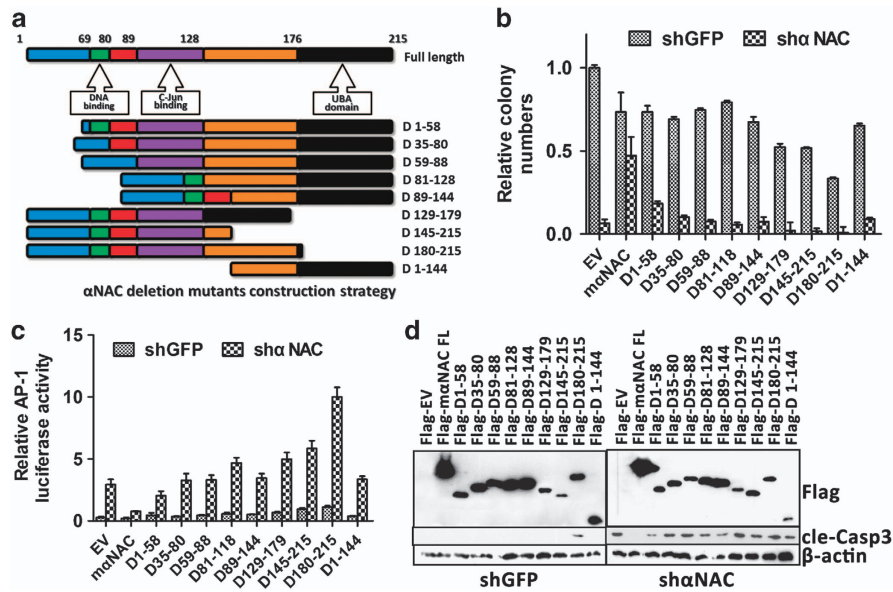 a
1 69 80 89 128 176 215
Full length
DNA
binding
C-Jun
binding
UBA
domain
D 1-58
D 35-80
D 59-88
D 81-128
D 89-144
D 129-179
D 145-215
D 180-215
D 1-144
αNAC deletion mutants construction strategy
b
shGFP shα NAC
Relative colony
numbers
1.0
0.5
0.0
EV
mαNAC
D1-58
D35-80
D59-88
D81-118
D89-144
D129-179
D145-215
D180-215
D1-144
c
shGFP shα NAC
Relative AP-1
luciferase activity
15
10
5
0
EV
mαNAC
D1-58
D35-80
D59-88
D81-118
D89-144
D129-179
D145-215
D180-215
D1-144
d
Flag-EV
Flag-mαNAC FL
Flag-D1-58
Flag-D35-80
Flag-D59-88
Flag-D81-128
Flag-D89-144
Flag-D129-179
Flag-D145-215
Flag-D180-215
Flag-D 1-144
Flag-EV
Flag-mαNAC FL
Flag-D1-58
Flag-D35-80
Flag-D59-88
Flag-D81-128
Flag-D89-144
Flag-D129-179
Flag-D145-215
Flag-D180-215
Flag-D 1-144
Flag
cle-Casp3
β-actin
shGFP shαNAC